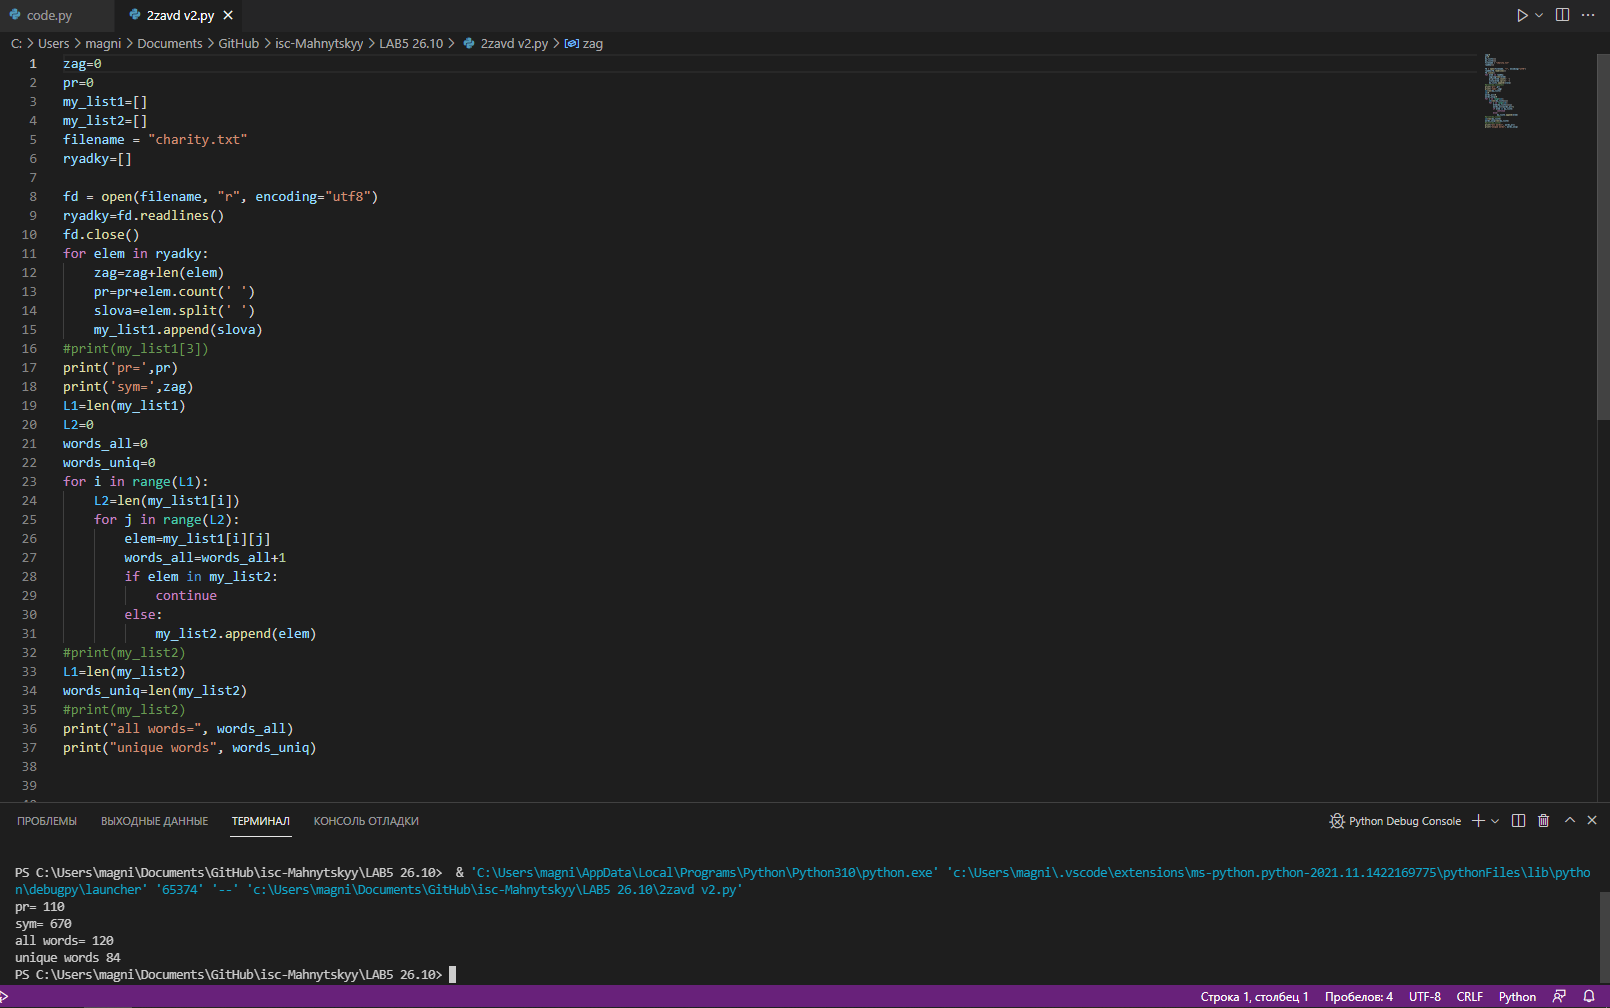 code.py
2zavd v2.py
C: > Users > magni > Documents > GitHub > isc-Mahnytskyy > LAB5 26.10 > 2zavd v2.py > zag
1 zag=0
2 pr=0
3 my_list1=[]
4 my_list2=[]
5 filename = "charity.txt"
6 ryadky=[]
7
8 fd = open(filename, "r", encoding="utf8")
9 ryadky=fd.readlines()
10 fd.close()
11 for elem in ryadky:
12     zag=zag+len(elem)
13     pr=pr+elem.count(' ')
14     slova=elem.split(' ')
15     my_list1.append(slova)
16 #print(my_list1[3])
17 print('pr=',pr)
18 print('sym=',zag)
19 L1=len(my_list1)
20 L2=0
21 words_all=0
22 words_uniq=0
23 for i in range(L1):
24     L2=len(my_list1[i])
25     for j in range(L2):
26         elem=my_list1[i][j]
27         words_all=words_all+1
28         if elem in my_list2:
29             continue
30         else:
31             my_list2.append(elem)
32 #print(my_list2)
33 L1=len(my_list2)
34 words_uniq=len(my_list2)
35 #print(my_list2)
36 print("all words=", words_all)
37 print("unique words", words_uniq)
38
39
ПРОБЛЕМЫ ВЫХОДНЫЕ ДАННЫЕ ТЕРМИНАЛ КОНСОЛЬ ОТЛАДКИ Python Debug Console
PS C:\Users\magni\Documents\GitHub\isc-Mahnytskyy\LAB5 26.10>  & 'C:\Users\magni\AppData\Local\Programs\Python\Python310\python.exe' 'c:\Users\magni\.vscode\extensions\ms-python.python-2021.11.1422169775\pythonFiles\lib\pytho
n\debugpy\launcher' '65374' '--' 'c:\Users\magni\Documents\GitHub\isc-Mahnytskyy\LAB5 26.10\2zavd v2.py'
pr= 110
sym= 670
all words= 120
unique words 84
PS C:\Users\magni\Documents\GitHub\isc-Mahnytskyy\LAB5 26.10>
Строка 1, столбец 1 Пробелов: 4 UTF-8 CRLF Python